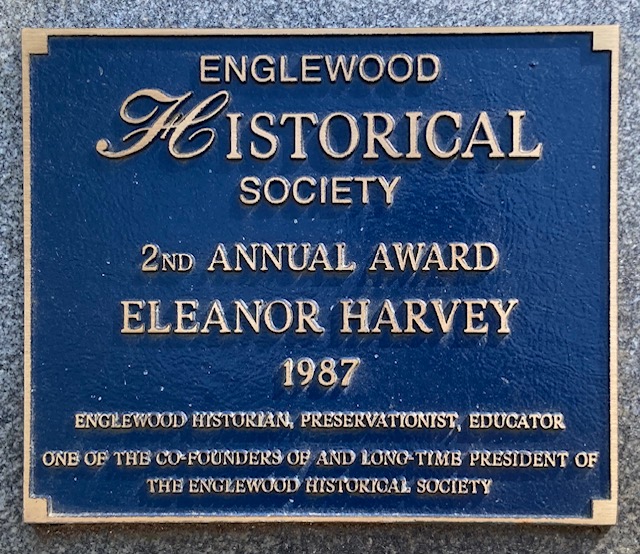 ENGLEWOOD
HISTORICAL
SOCIETY
2ND ANNUAL AWARD
ELEANOR HARVEY
1987
ENGLEWOOD HISTORIAN, PRESERVATIONIST, EDUCATOR
ONE OF THE CO-FOUNDERS OF AND LONG-TIME PRESIDENT OF
THE ENGLEWOOD HISTORICAL SOCIETY